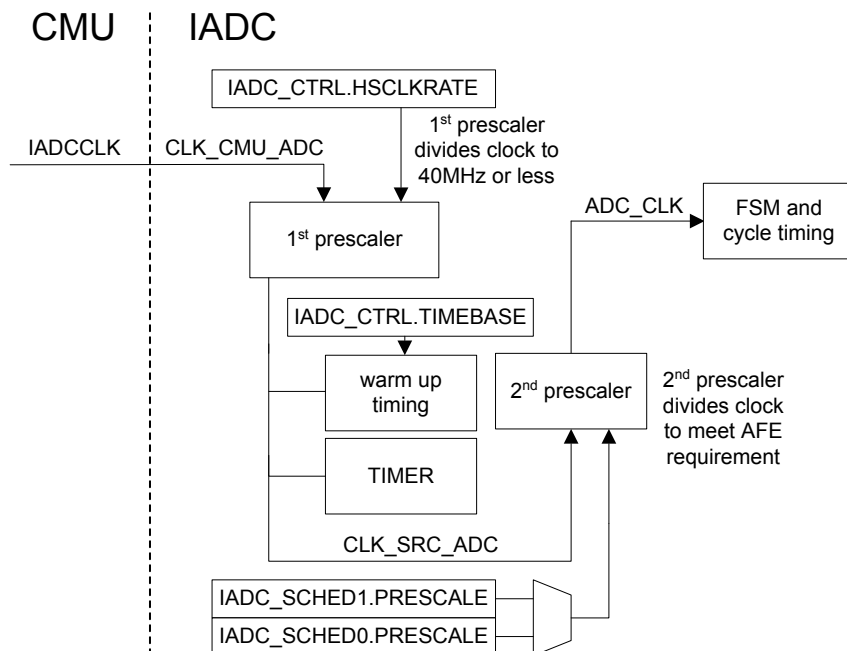 CMU
IADC
IADC_CTRL.HSCLKRATE
1st prescaler
divides clock to
40MHz or less
IADCCLK
CLK_CMU_ADC
1st prescaler
ADC_CLK
FSM and
cycle timing
IADC_CTRL.TIMEBASE
warm up
timing
2nd prescaler
2nd prescaler
divides clock
to meet AFE
requirement
TIMER
CLK_SRC_ADC
IADC_SCHED1.PRESCALE
IADC_SCHED0.PRESCALE